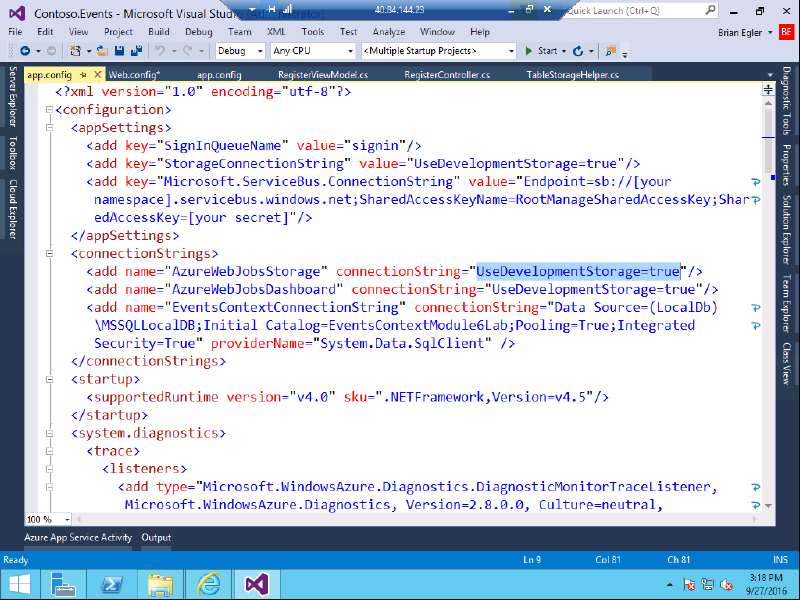 Contoso.Events - Microsoft Visual Stud
40.84.144.23
Quick Launch (Ctrl+Q)
File Edit View Project Build Debug Team XML Tools Test Analyze Window Help
Brian Egler BE
Debug Any CPU <Multiple Startup Projects> Start
app.config Web.config* app.config RegisterViewModel.cs RegisterController.cs TableStorageHelper.cs
Server Explorer
Toolbox
Cloud Explorer
<?xml version="1.0" encoding="utf-8"?>
<configuration>
<appSettings>
<add key="SignInQueueName" value="signin"/>
<add key="StorageConnectionString" value="UseDevelopmentStorage=true"/>
<add key="Microsoft.ServiceBus.ConnectionString" value="Endpoint=sb://[your
namespace].servicebus.windows.net;SharedAccessKeyName=RootManageSharedAccessKey;Shar
edAccessKey=[your secret]"/>
</appSettings>
<connectionStrings>
<add name="AzureWebJobsStorage" connectionString="UseDevelopmentStorage=true"/>
<add name="AzureWebJobsDashboard" connectionString="UseDevelopmentStorage=true"/>
<add name="EventsContextConnectionString" connectionString="Data Source=(LocalDb)
\MSSQLLocalDB;Initial Catalog=EventsContextModule6Lab;Pooling=True;Integrated
Security=True" providerName="System.Data.SqlClient" />
</connectionStrings>
<startup>
<supportedRuntime version="v4.0" sku=".NETFramework,Version=v4.5"/>
</startup>
<system.diagnostics>
<trace>
<listeners>
<add type="Microsoft.WindowsAzure.Diagnostics.DiagnosticMonitorTraceListener,
Microsoft.WindowsAzure.Diagnostics, Version=2.8.0.0, Culture=neutral,
Diagnostic Tools
Properties
Solution Explorer
Team Explorer
Class View
100 %
Azure App Service Activity Output
Ready Ln 9 Col 81 Ch 81 INS
3:18 PM
9/27/2016